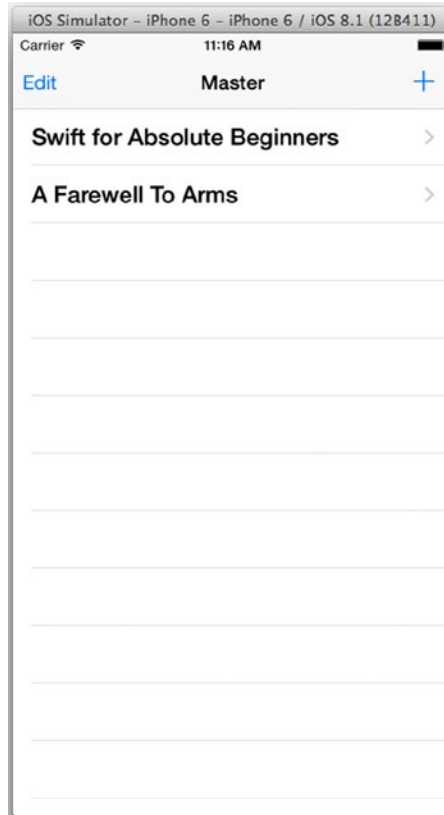 iOS Simulator – iPhone 6 – iPhone 6 / iOS 8.1 (12B411)
Carrier 11:16 AM
Edit Master +
Swift for Absolute Beginners
A Farewell To Arms